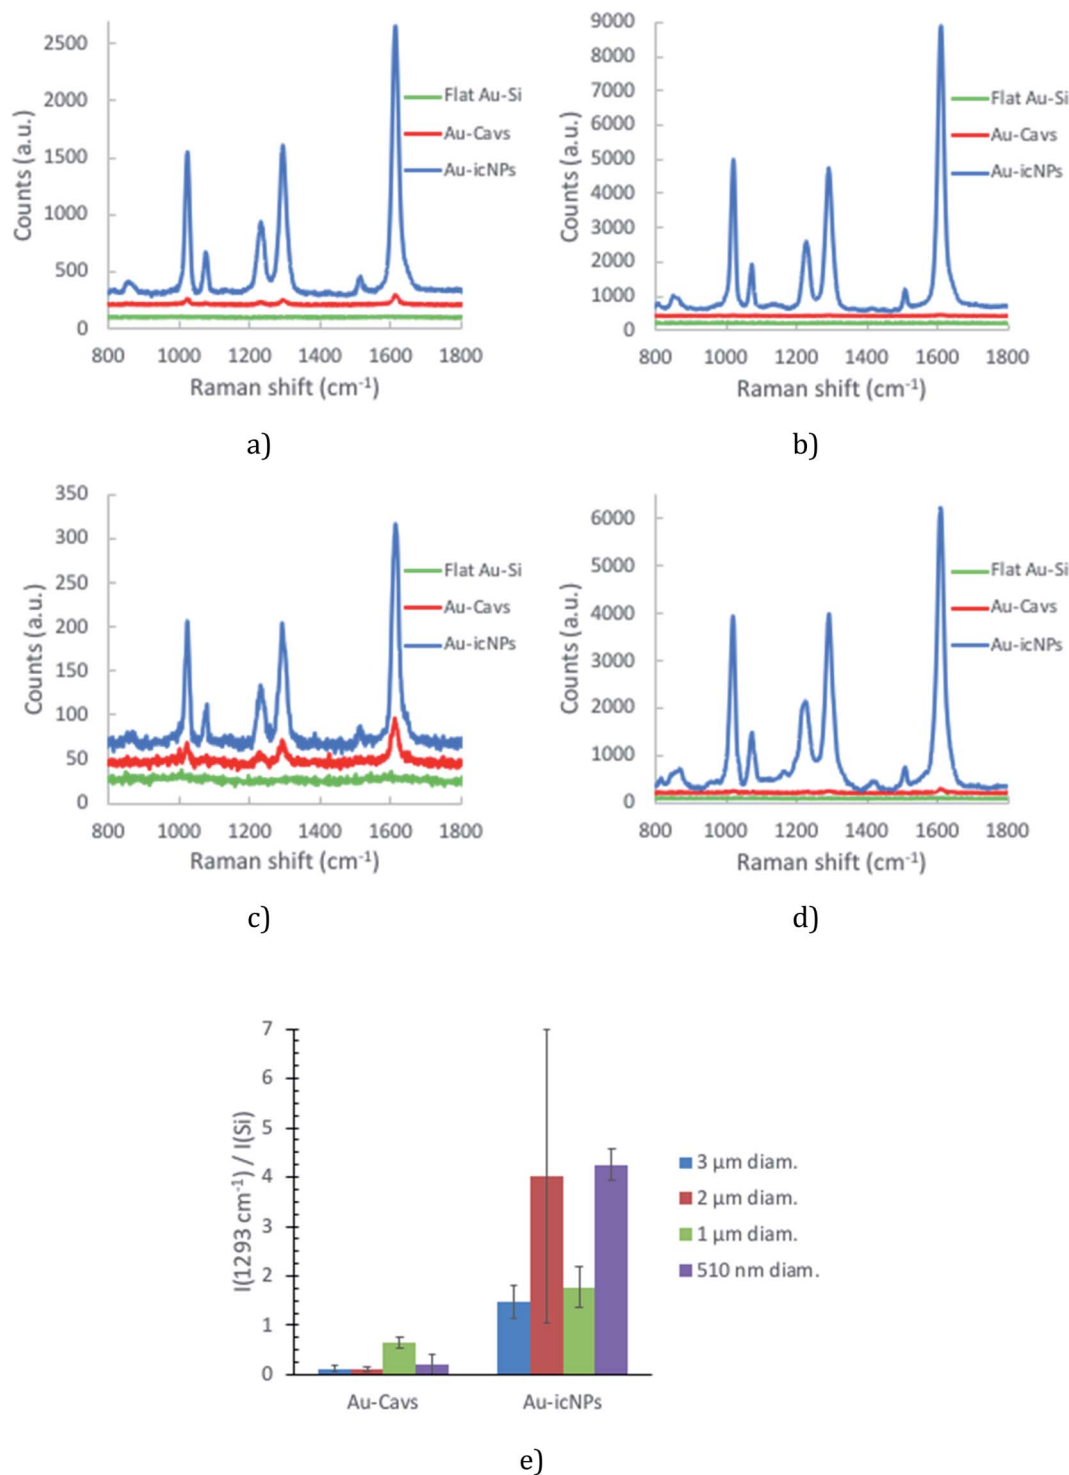 2500
2000
1500
1000
500
0
Counts (a.u.)
Flat Au-Si
Au-Cavs
Au-icNPs
800 1000 1200 1400 1600 1800
Raman shift (cm⁻¹)
a)
9000
8000
7000
6000
5000
4000
3000
2000
1000
0
Counts (a.u.)
Flat Au-Si
Au-Cavs
Au-icNPs
800 1000 1200 1400 1600 1800
Raman shift (cm⁻¹)
b)
350
300
250
200
150
100
50
0
Counts (a.u.)
Flat Au-Si
Au-Cavs
Au-icNPs
800 1000 1200 1400 1600 1800
Raman shift (cm⁻¹)
c)
6000
5000
4000
3000
2000
1000
0
Counts (a.u.)
Flat Au-Si
Au-Cavs
Au-icNPs
800 1000 1200 1400 1600 1800
Raman shift (cm⁻¹)
d)
7
6
5
4
3
2
1
0
I(1293 cm⁻¹) / I(Si)
3 µm diam.
2 µm diam.
1 µm diam.
510 nm diam.
Au-Cavs Au-icNPs
e)